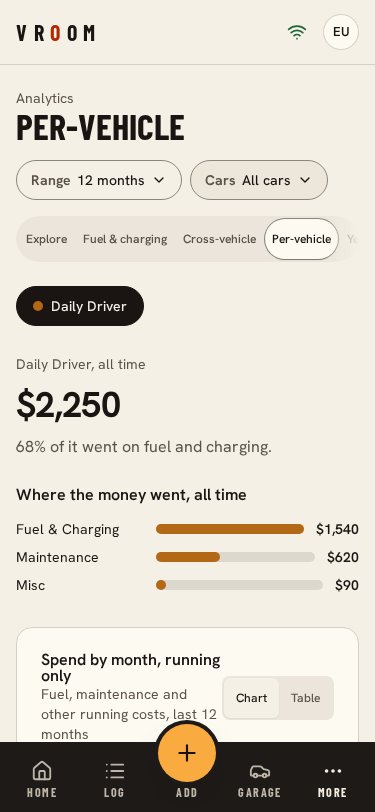 VROOM
EU
Analytics
PER-VEHICLE
Range 12 months
Cars All cars
Explore Fuel & charging Cross-vehicle Per-vehicle
Daily Driver
Daily Driver, all time
$2,250
68% of it went on fuel and charging.
Where the money went, all time
Fuel & Charging $1,540
Maintenance $620
Misc $90
Spend by month, running
only
Fuel, maintenance and
other running costs, last 12
months
Chart Table
HOME LOG ADD GARAGE MORE